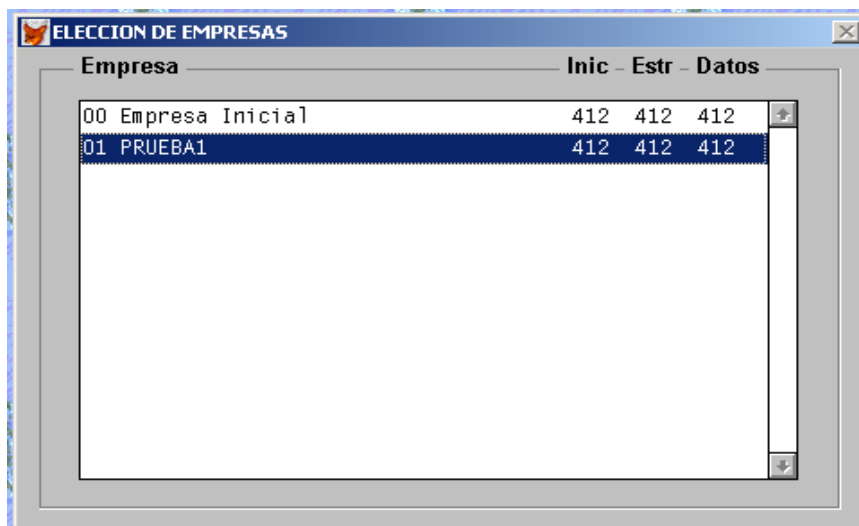 ELECCION DE EMPRESAS
Empresa Inic - Estr - Datos
00 Empresa Inicial 412 412 412
01 PRUEBA1 412 412 412